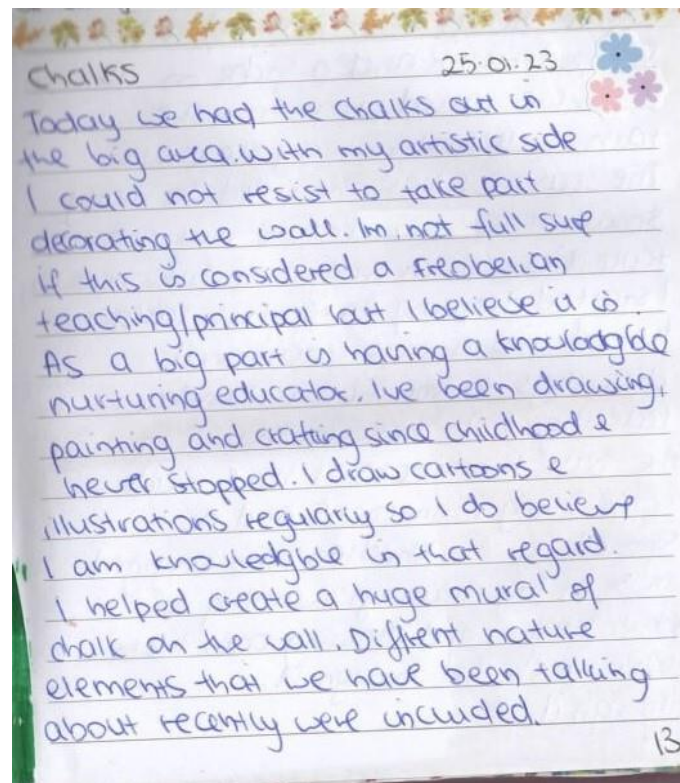 Chalks 25.01.23
Today we had the chalks out in
the big area. With my artistic side
I could not resist to take part
decorating the wall. Im not full sure
if this is considered a freobelian
teaching/principal but I believe it is.
As a big part is having a knowladgble
nurturing educator. Ive been drawing,
painting and crafting since childhood &
never stopped. I draw cartoons &
illustrations regularly so I do believe
I am knowledgble in that regard.
I helped create a huge mural of
chalk on the wall. Diffrent nature
elements that we have been talking
about recently were included.
13